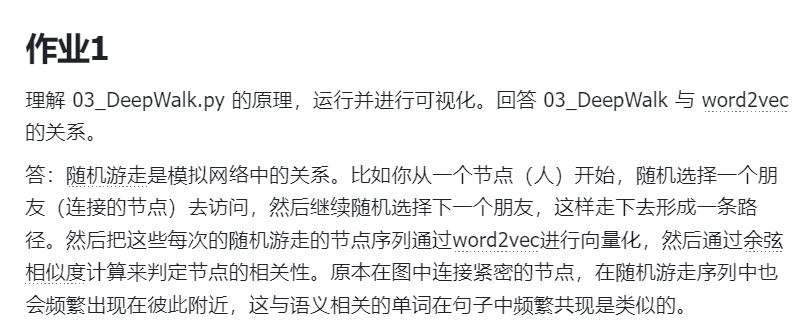 作业1
理解 03_DeepWalk.py 的原理，运行并进行可视化。回答 03_DeepWalk 与 word2vec
的关系。
答：随机游走是模拟网络中的关系。比如你从一个节点（人）开始，随机选择一个朋
友（连接的节点）去访问，然后继续随机选择下一个朋友，这样走下去形成一条路
径。然后把这些每次的随机游走的节点序列通过word2vec进行向量化，然后通过余弦
相似度计算来判定节点的相关性。原本在图中连接紧密的节点，在随机游走序列中也
会频繁出现在彼此附近，这与语义相关的单词在句子中频繁共现是类似的。